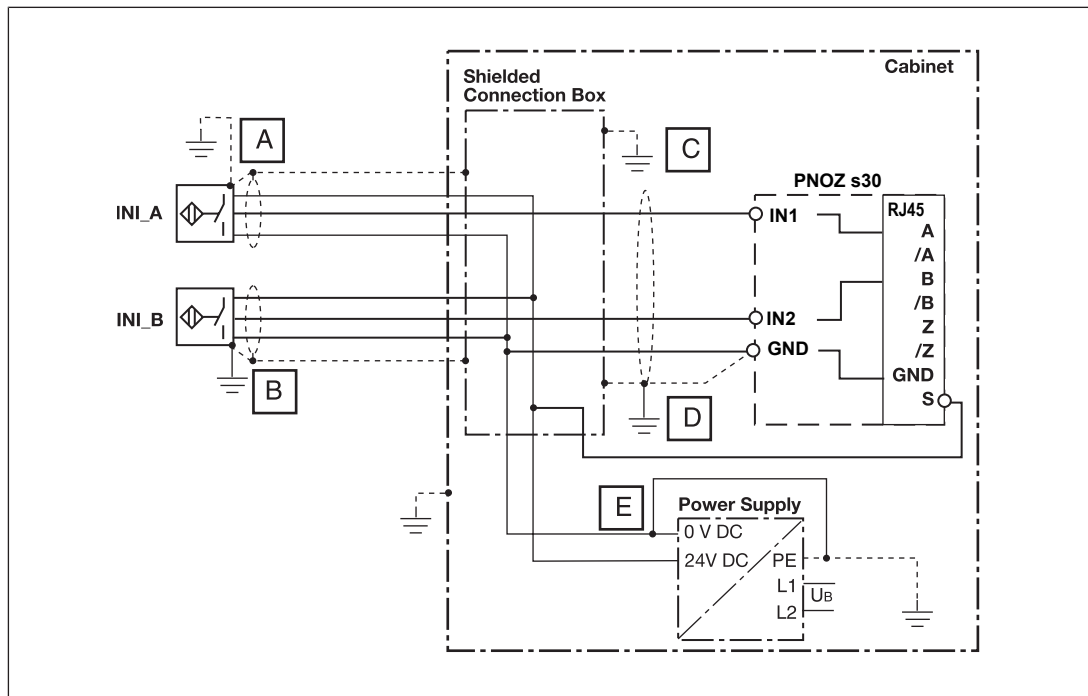 Cabinet
Shielded
Connection Box
A
C
PNOZ s30
INI_A
IN1
RJ45
A
/A
B
/B
Z
/Z
GND
S
INI_B
IN2
GND
B
D
E
Power Supply
0 V DC
24V DC
PE
L1
UB
L2